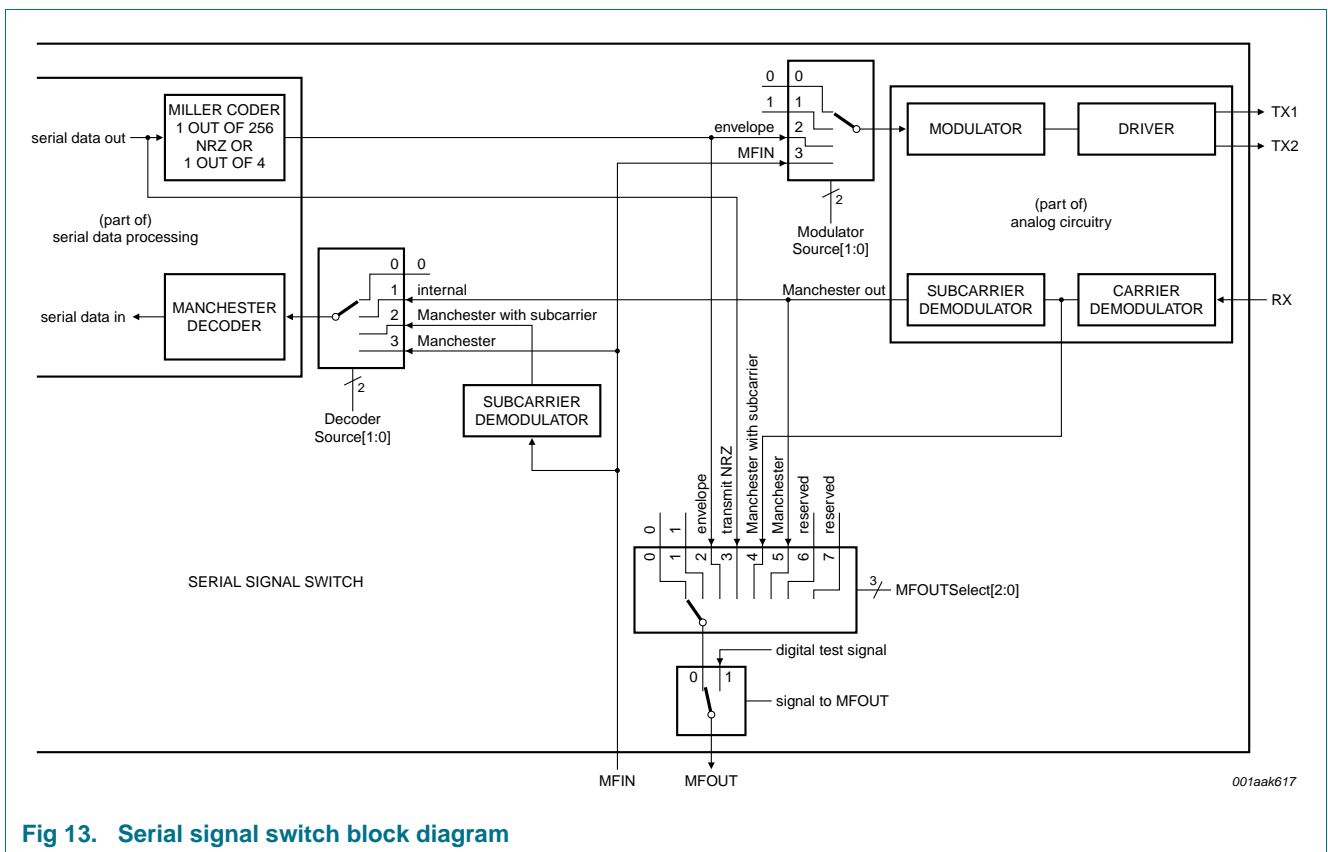 0 0
1 1
envelope 2
MFIN 3
2
Modulator
Source[1:0]
MILLER CODER
1 OUT OF 256
NRZ OR
1 OUT OF 4
serial data out
(part of)
serial data processing
MODULATOR
DRIVER
TX1
TX2
(part of)
analog circuitry
0 0
1 internal
2 Manchester with subcarrier
3 Manchester
2
Decoder
Source[1:0]
serial data in
MANCHESTER
DECODER
Manchester out
SUBCARRIER
DEMODULATOR
CARRIER
DEMODULATOR
RX
SUBCARRIER
DEMODULATOR
0 0
1 1
2 envelope
3 transmit NRZ
4 Manchester with subcarrier
5 Manchester
6 reserved
7 reserved
3
MFOUTSelect[2:0]
SERIAL SIGNAL SWITCH
digital test signal
0 1
signal to MFOUT
MFIN
MFOUT
001aak617
Fig 13. Serial signal switch block diagram